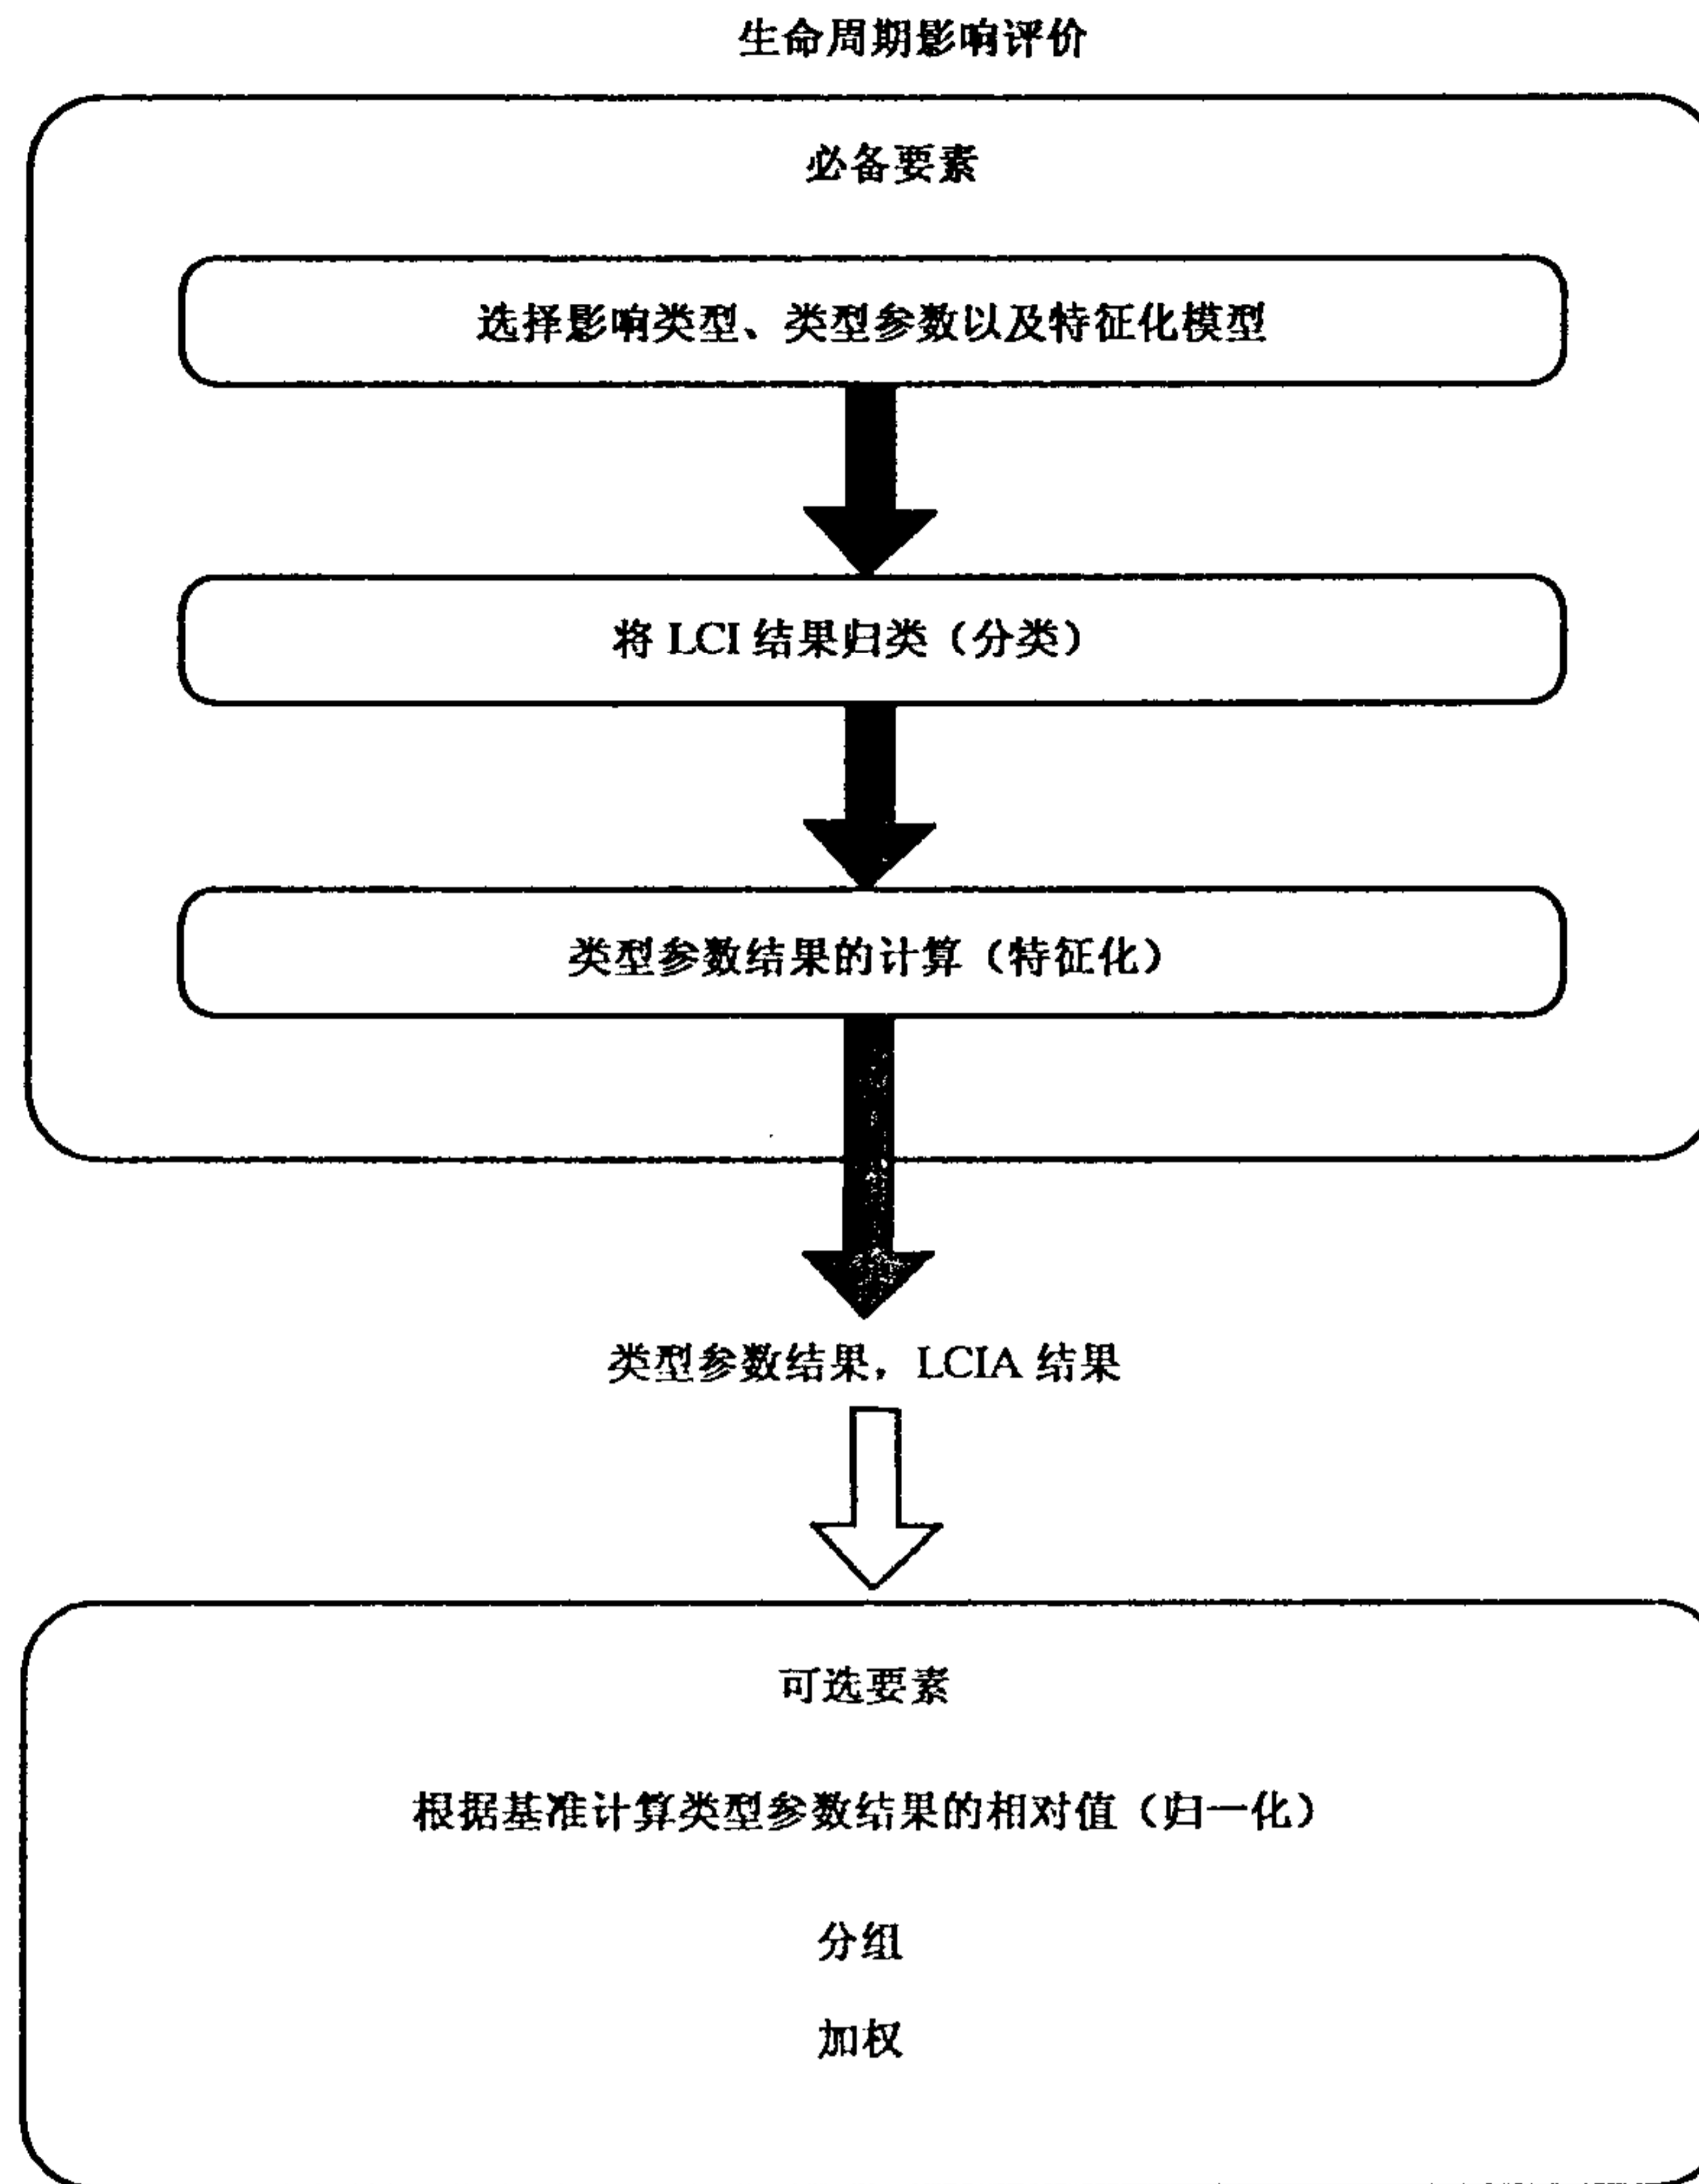 生命周期影响评价
必备要素
选择影响类型、类型参数以及特征化模型
将 LCI 结果归类（分类）
类型参数结果的计算（特征化）
类型参数结果，LCIA 结果
可选要素
根据基准计算类型参数结果的相对值（归一化）
分组
加权